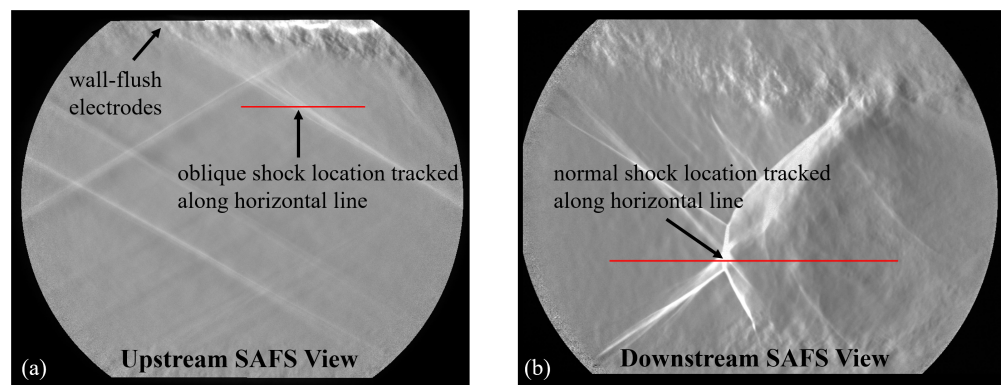 wall-flush
electrodes
oblique shock location tracked
along horizontal line
(a)
Upstream SAFS View
normal shock location tracked
along horizontal line
(b)
Downstream SAFS View